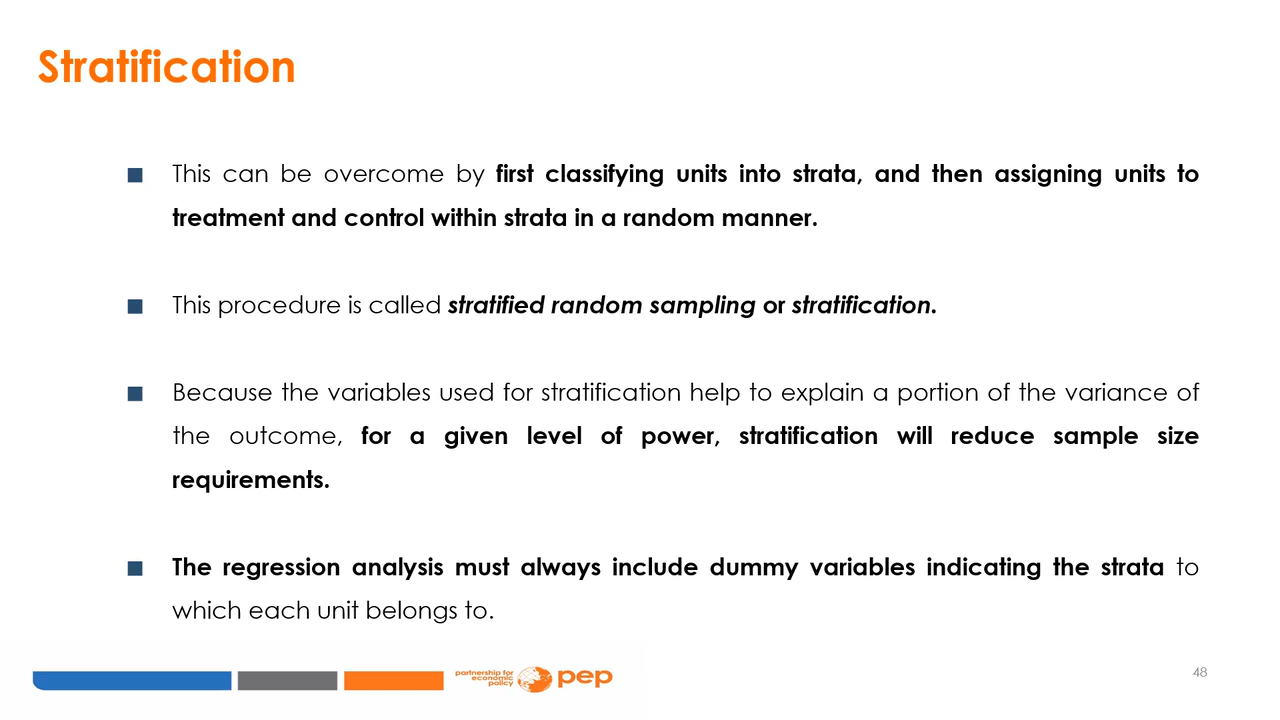 Stratification
■ This can be overcome by first classifying units into strata, and then assigning units to
treatment and control within strata in a random manner.
■ This procedure is called stratified random sampling or stratification.
■ Because the variables used for stratification help to explain a portion of the variance of
the outcome, for a given level of power, stratification will reduce sample size
requirements.
■ The regression analysis must always include dummy variables indicating the strata to
which each unit belongs to.
partnership for
economic
policy
pep
48